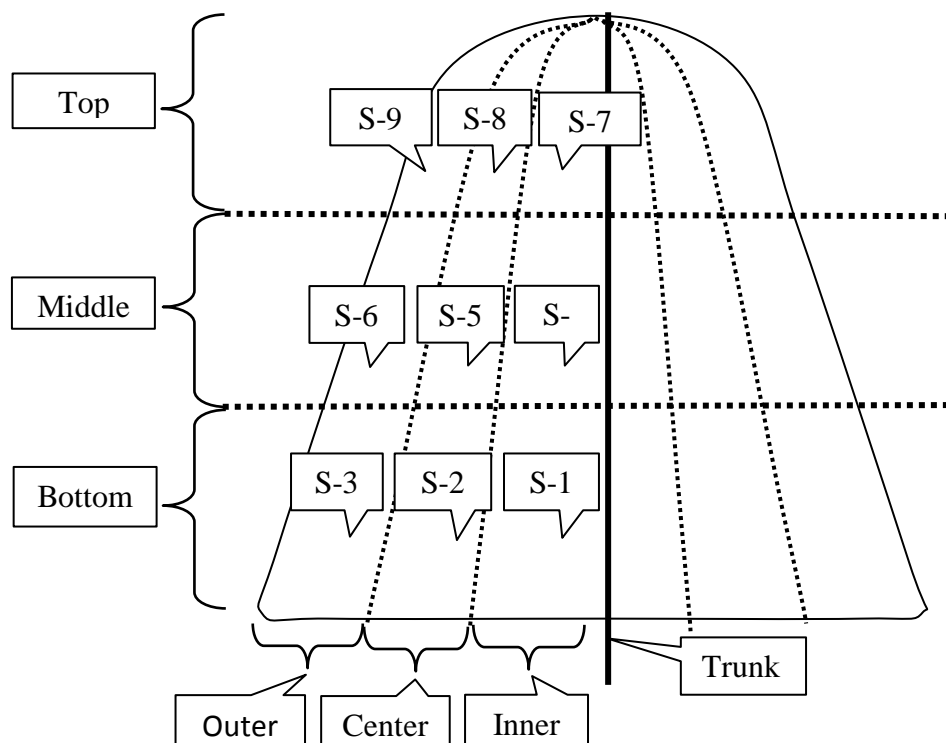 Top
S-9
S-8
S-7
Middle
S-6
S-5
S-
Bottom
S-3
S-2
S-1
Trunk
Outer
Center
Inner